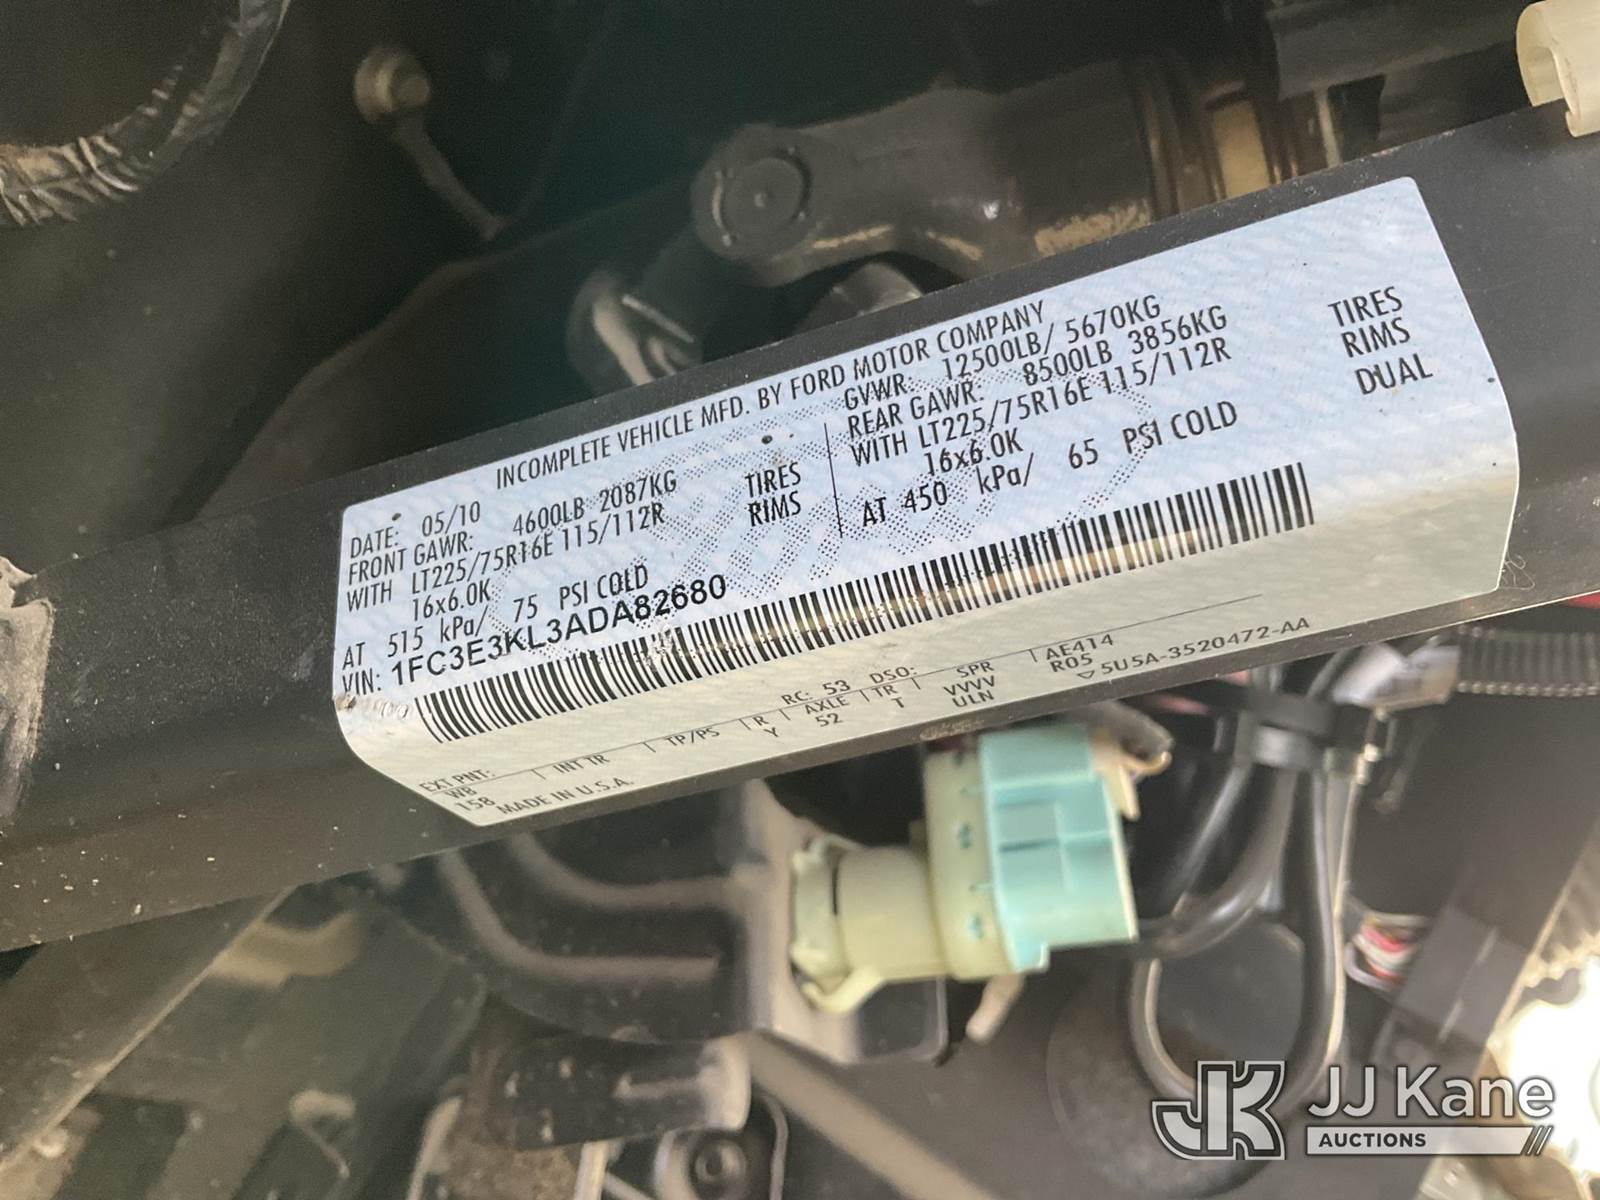 INCOMPLETE VEHICLE MFD. BY FORD MOTOR COMPANY
DATE: 05/10
GVWR: 12500LB/ 5670KG
FRONT GAWR: 4600LB 2087KG
REAR GAWR: 8500LB 3856KG
WITH LT225/75R16E 115/112R TIRES
WITH LT225/75R16E 115/112R TIRES
16x6.0K RIMS
16x6.0K RIMS
AT 515 kPa/ 75 PSI COLD
AT 450 kPa/ 65 PSI COLD DUAL
VIN: 1FC3E3KL3ADA82680
EXT PNT: RC: 53 DSO:
WB INT TR TP/PS R AXLE TR SPR AE414
158 Y 52 T VVVV R05
ULN
MADE IN U.S.A. ▽5U5A-3520472-AA
JK JJ Kane
AUCTIONS